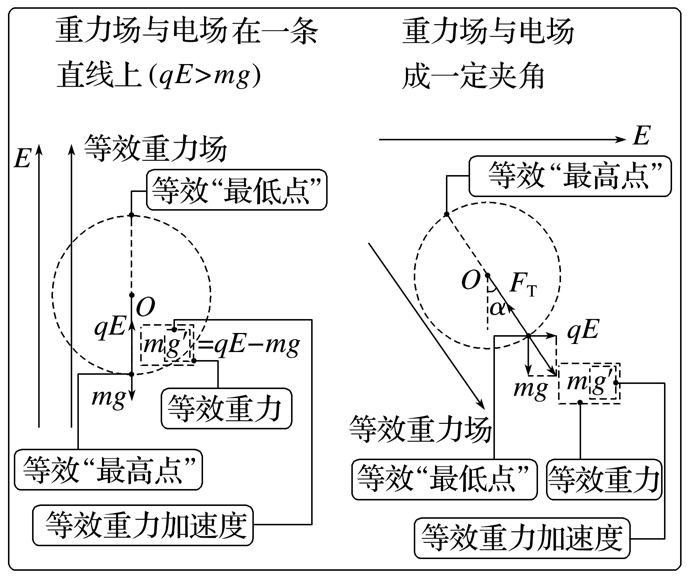 重力场与电场在一条
直线上(qE>mg)
E
等效重力场
等效“最低点”
O
qE
mg′=qE−mg
mg
等效重力
等效“最高点”
等效重力加速度
重力场与电场
成一定夹角
E
等效“最高点”
O
F_T
α
qE
mg
mg′
等效重力场
等效“最低点”
等效重力
等效重力加速度